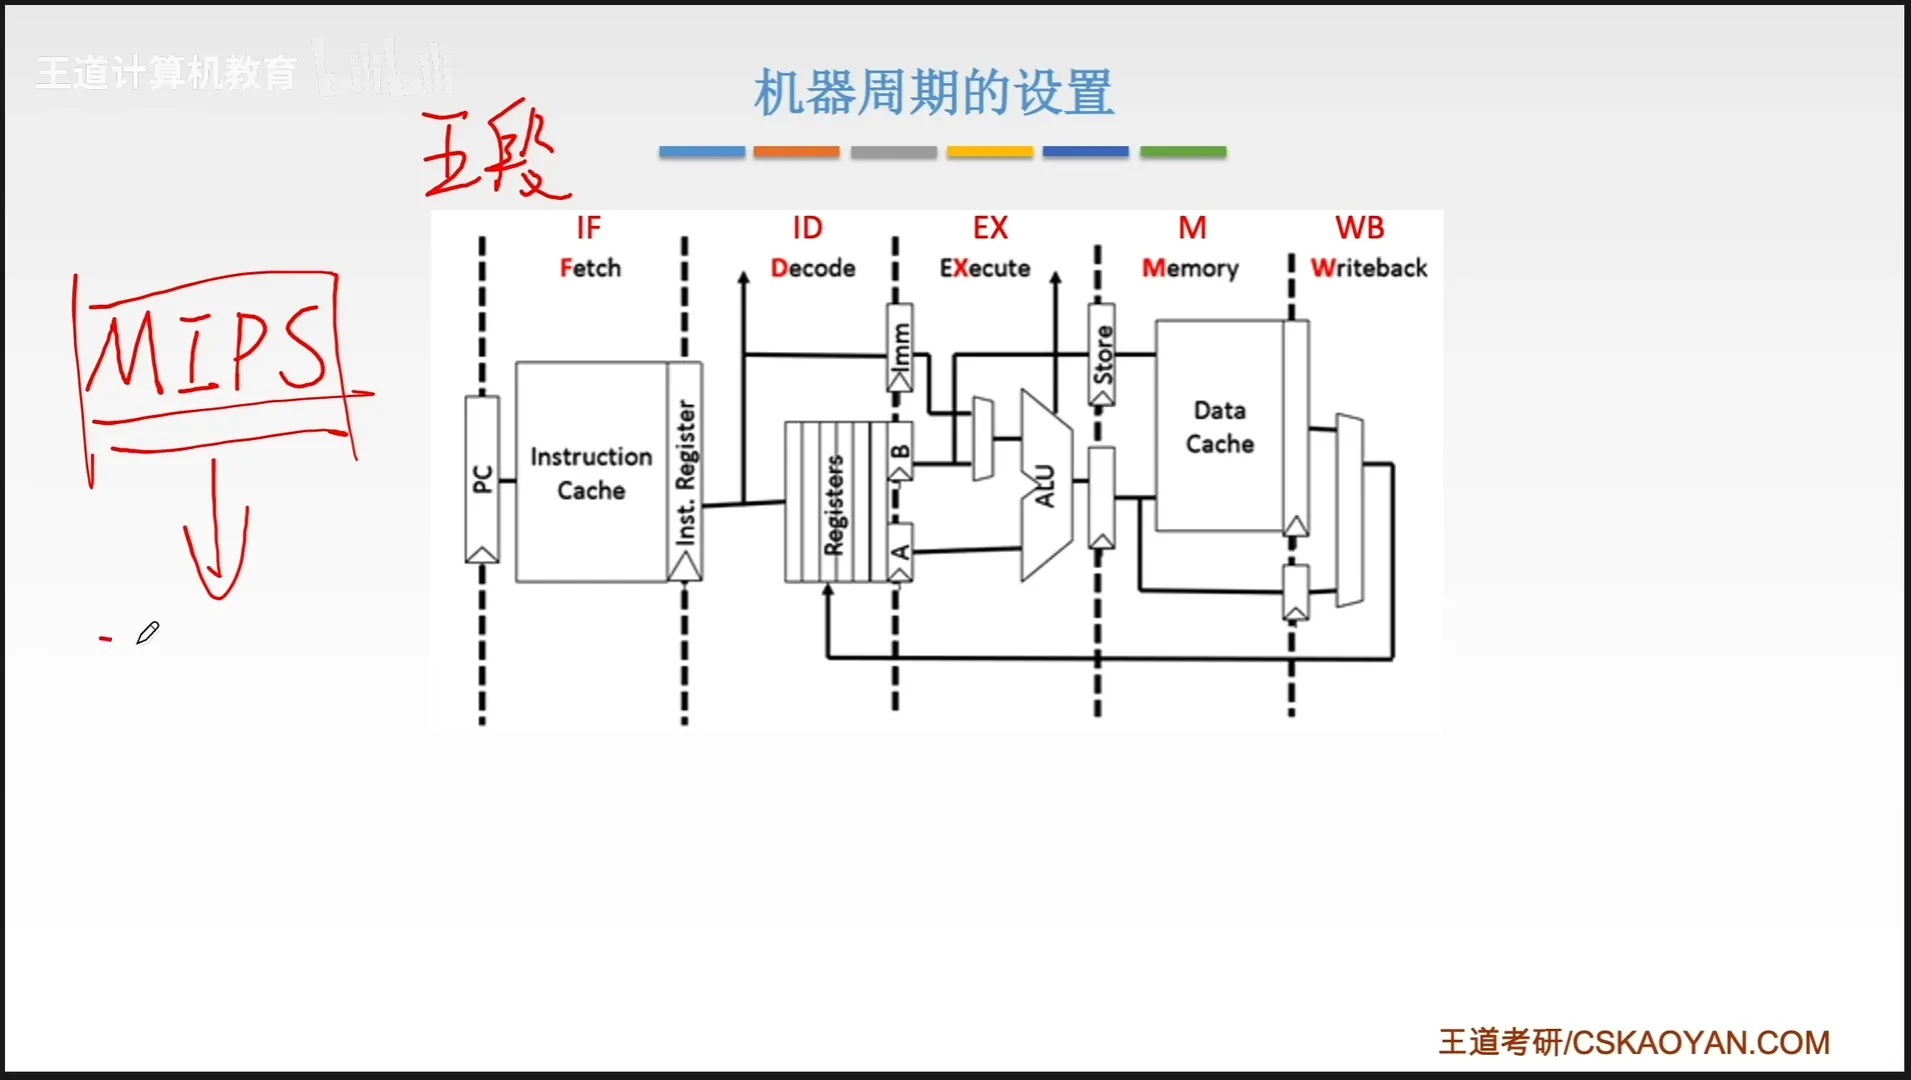 王道计算机教育 bilibili
机器周期的设置
五段
IF
ID
EX
M
WB
Fetch
Decode
EXecute
Memory
Writeback
MIPS
PC
Instruction
Cache
Inst. Register
Registers
Imm
B
A
ALU
Store
Data
Cache
王道考研/CSKAOYAN.COM